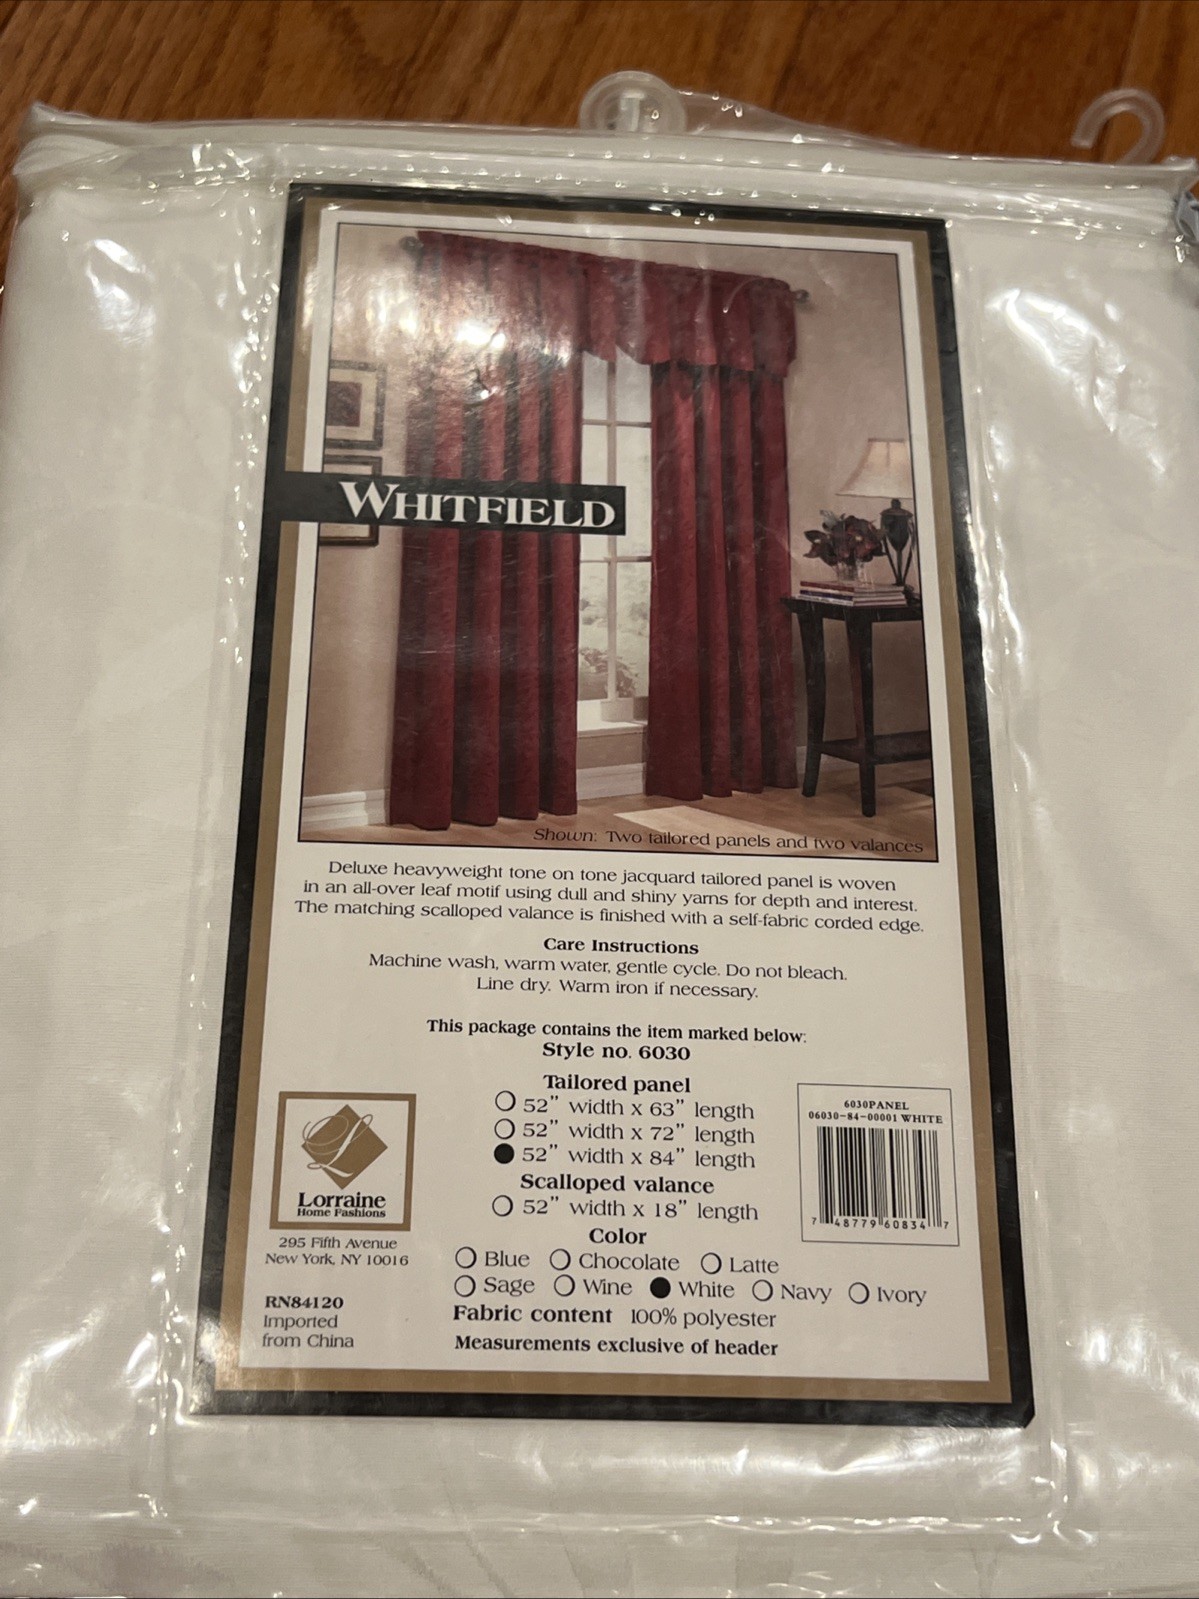 WHITFIELD
Shown: Two tailored panels and two valances
Deluxe heavyweight tone on tone jacquard tailored panel is woven
in an all-over leaf motif using dull and shiny yarns for depth and interest.
The matching scalloped valance is finished with a self-fabric corded edge.
Care Instructions
Machine wash, warm water, gentle cycle. Do not bleach.
Line dry. Warm iron if necessary.
This package contains the item marked below:
Style no. 6030
Tailored panel
52" width x 63" length
52" width x 72" length
52" width x 84" length
Scalloped valance
52" width x 18" length
Color
Blue Chocolate Latte
Sage Wine White Navy Ivory
Fabric content 100% polyester
Measurements exclusive of header
L
Lorraine
Home Fashions
295 Fifth Avenue
New York, NY 10016
RN84120
Imported
from China
6030PANEL
06030-84-00001 WHITE
7 48779 60834 7